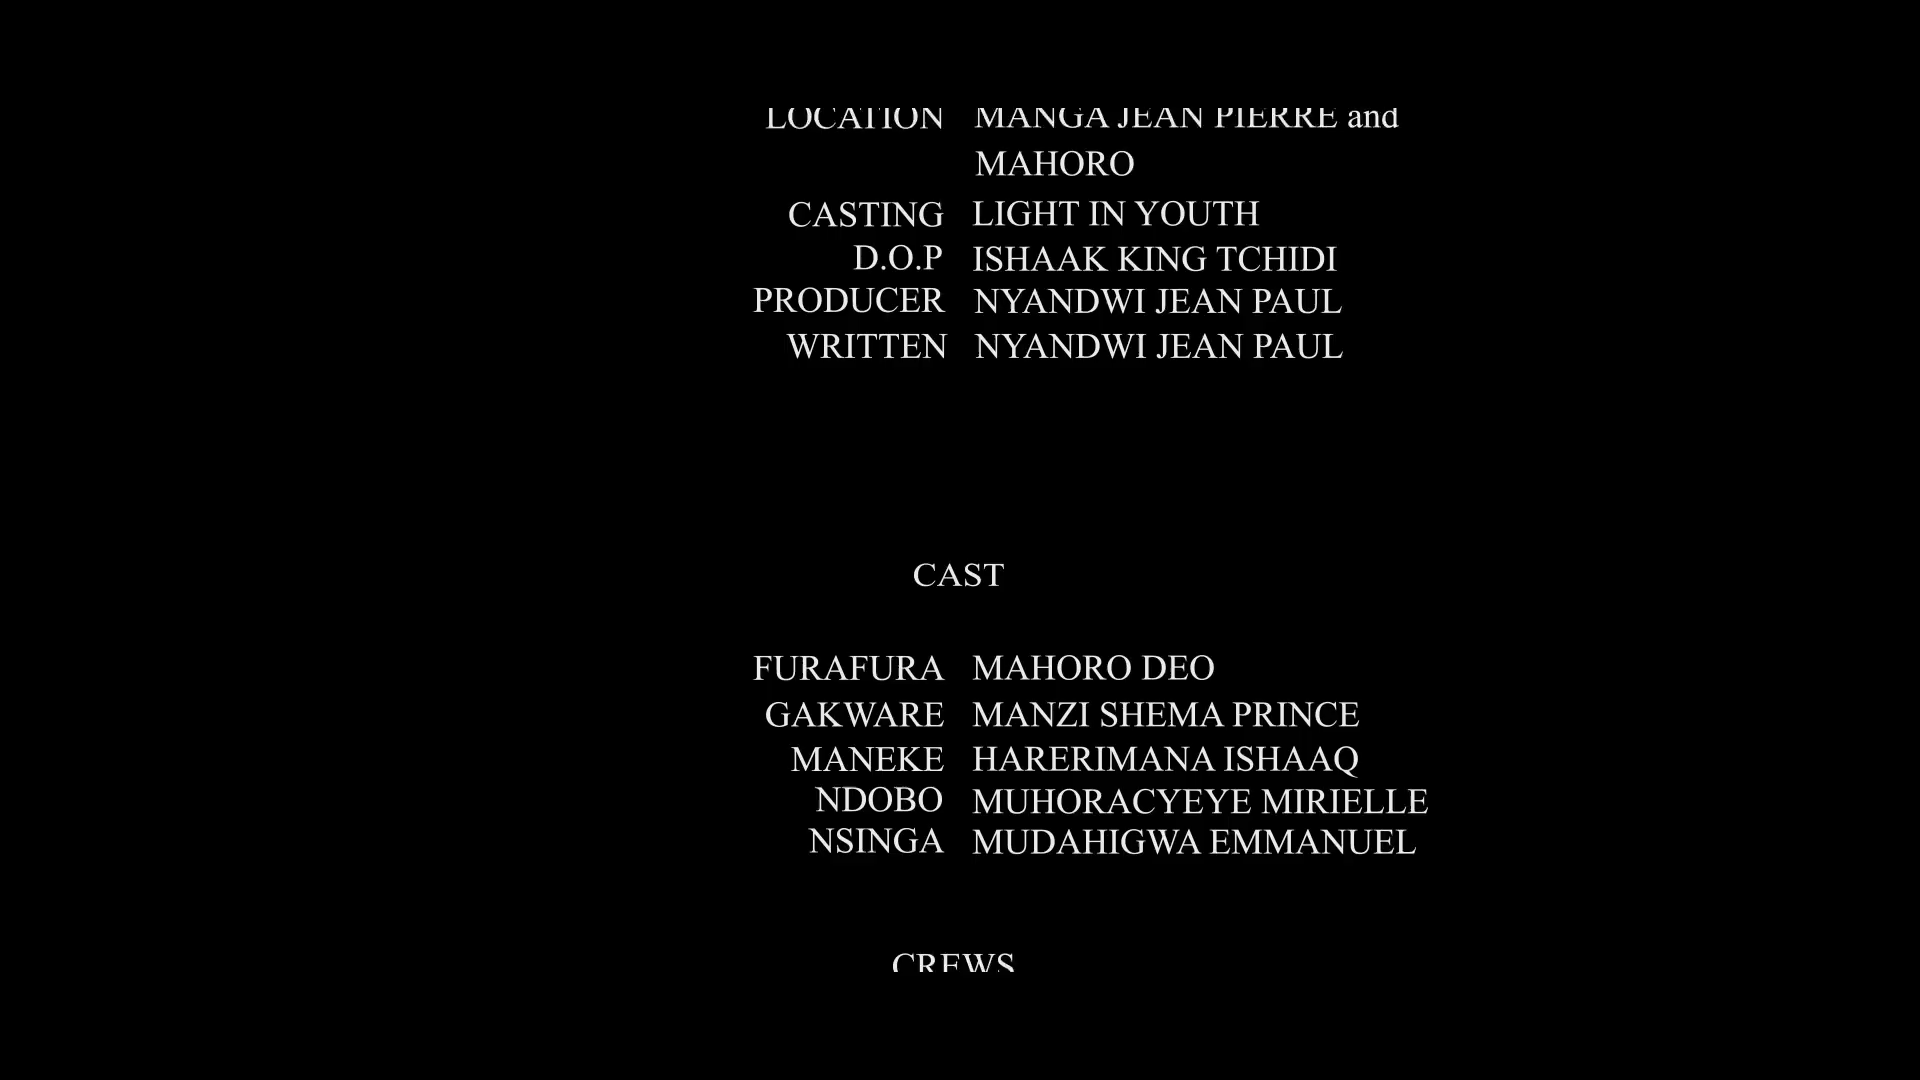 LOCATION MANGA JEAN PIERRE and
MAHORO
CASTING LIGHT IN YOUTH
D.O.P ISHAAK KING TCHIDI
PRODUCER NYANDWI JEAN PAUL
WRITTEN NYANDWI JEAN PAUL
CAST
FURAFURA MAHORO DEO
GAKWARE MANZI SHEMA PRINCE
MANEKE HARERIMANA ISHAAQ
NDOBO MUHORACYEYE MIRIELLE
NSINGA MUDAHIGWA EMMANUEL
CREWS